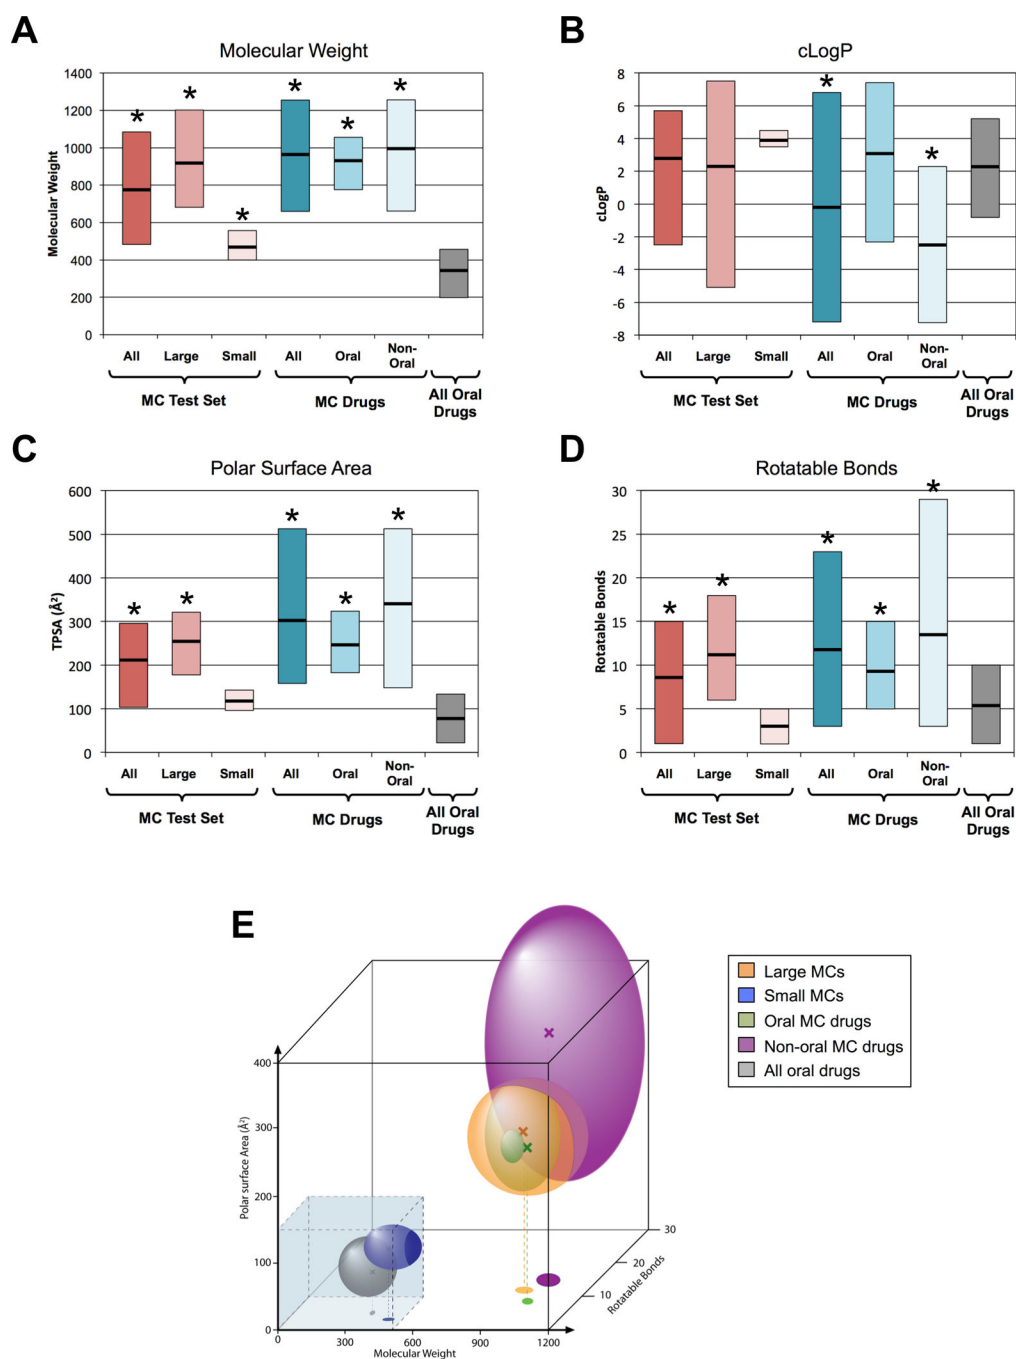 A
Molecular Weight
Molecular Weight
1400
1200
1000
800
600
400
200
0
*
*
*
*
*
*
All
Large
Small
All
Oral
Non-
Oral
MC Test Set
MC Drugs
All Oral
Drugs
B
cLogP
cLogP
8
6
4
2
0
-2
-4
-6
-8
*
*
All
Large
Small
All
Oral
Non-
Oral
MC Test Set
MC Drugs
All Oral
Drugs
C
Polar Surface Area
TPSA (Å²)
600
500
400
300
200
100
0
*
*
*
*
*
All
Large
Small
All
Oral
Non-
Oral
MC Test Set
MC Drugs
All Oral
Drugs
D
Rotatable Bonds
Rotatable Bonds
30
25
20
15
10
5
0
*
*
*
*
*
All
Large
Small
All
Oral
Non-
Oral
MC Test Set
MC Drugs
All Oral
Drugs
E
Polar surface Area (Å²)
400
300
200
100
0
0
300
600
900
1200
Molecular Weight
10
20
30
Rotatable Bonds
Large MCs
Small MCs
Oral MC drugs
Non-oral MC drugs
All oral drugs